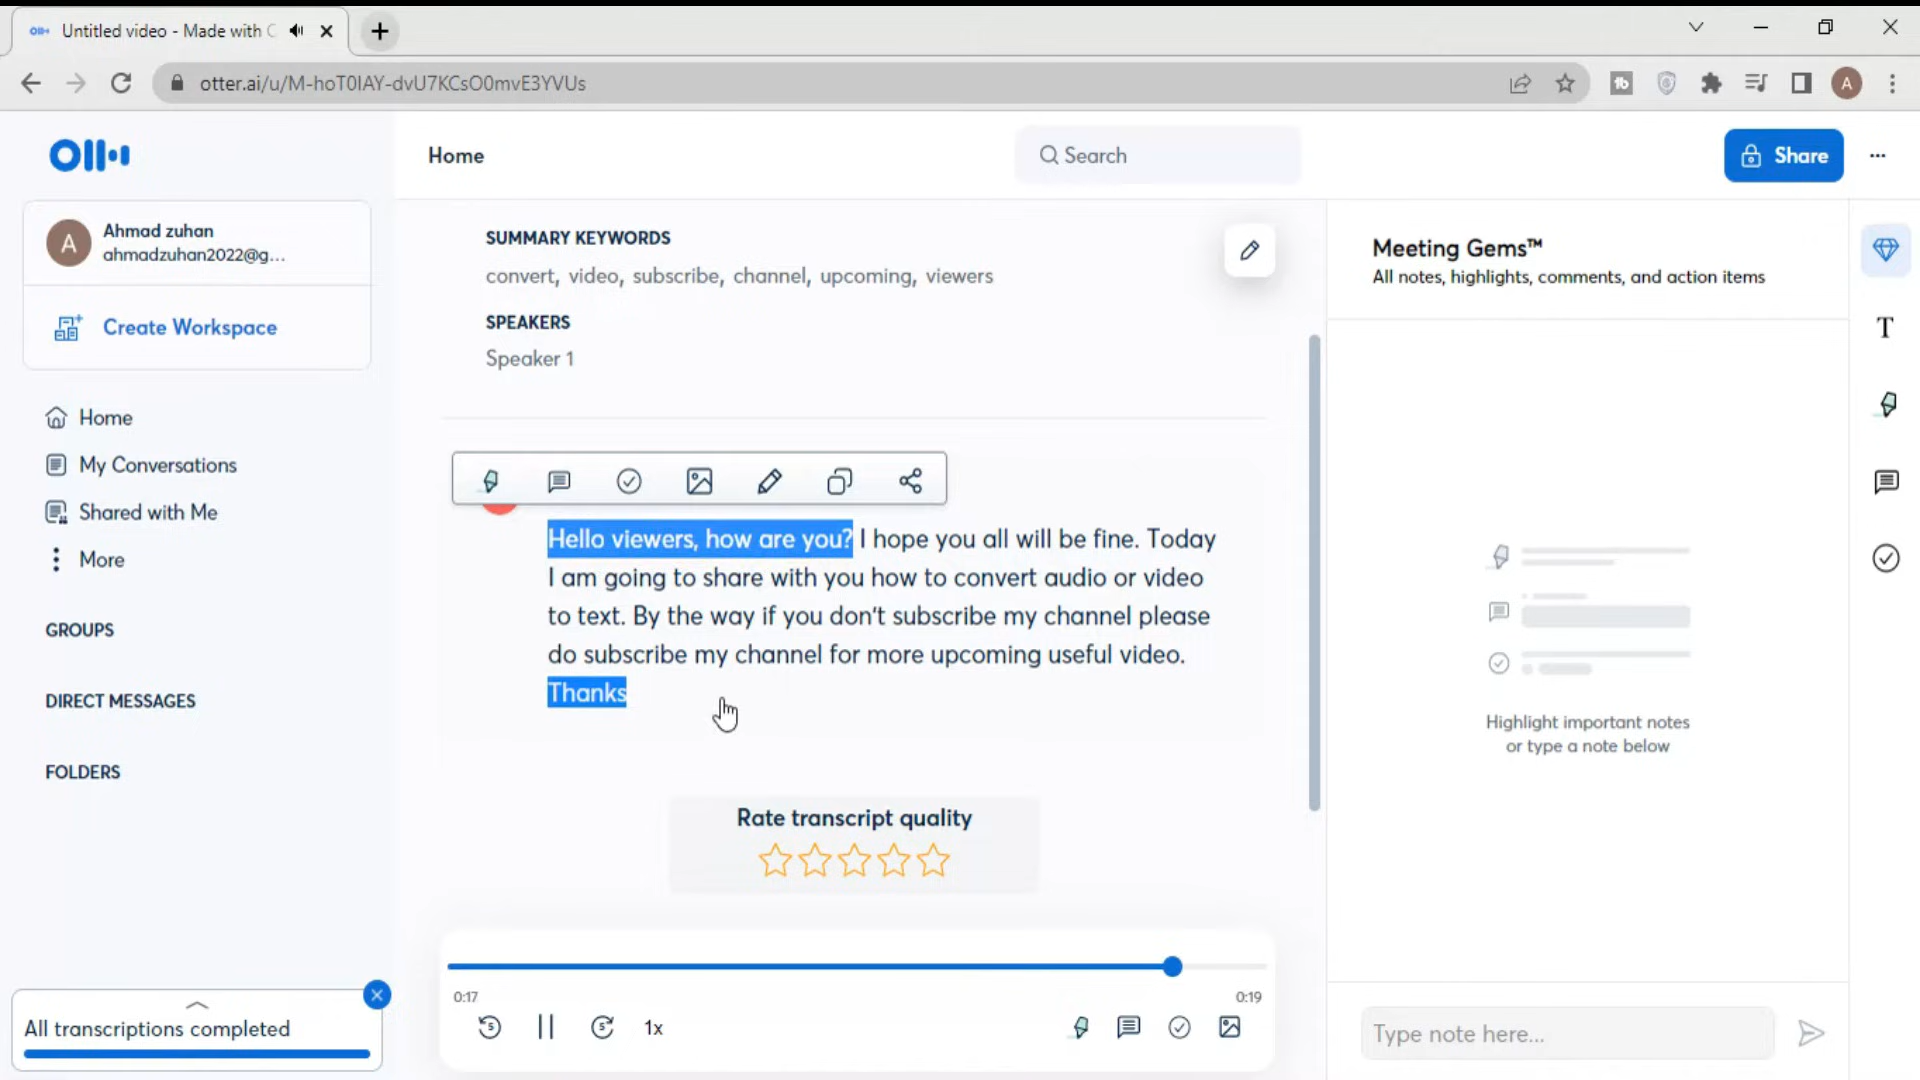 Untitled video - Made with C
otter.ai/u/M-hoT0IAY-dvU7KCsO0mvE3YVUs
A
Home
Search
Share
A
Ahmad zuhan
ahmadzuhan2022@g...
Create Workspace
Home
My Conversations
Shared with Me
More
GROUPS
DIRECT MESSAGES
FOLDERS
All transcriptions completed
SUMMARY KEYWORDS
convert, video, subscribe, channel, upcoming, viewers
SPEAKERS
Speaker 1
Hello viewers, how are you? I hope you all will be fine. Today
I am going to share with you how to convert audio or video
to text. By the way if you don't subscribe my channel please
do subscribe my channel for more upcoming useful video.
Thanks
Rate transcript quality
0:17
0:19
5
5
1x
Meeting Gems™
All notes, highlights, comments, and action items
T
Highlight important notes
or type a note below
Type note here...